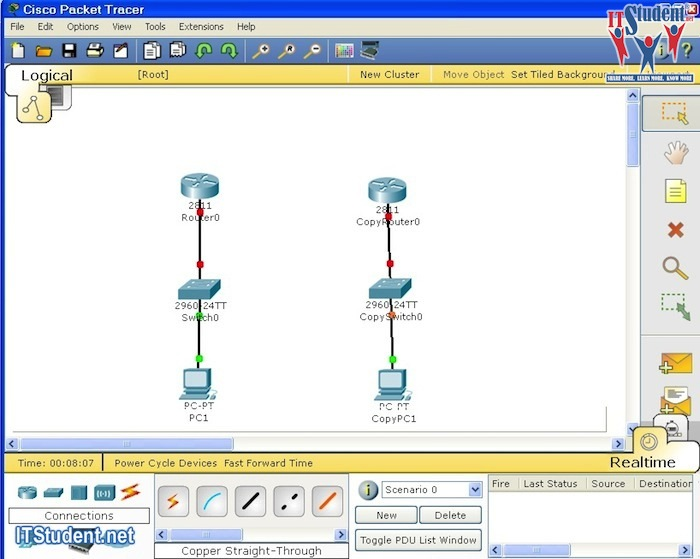 Cisco Packet Tracer
File Edit Options View Tools Extensions Help
ITStudent
SHARE MORE. LEARN MORE. KNOW MORE
Logical [Root] New Cluster Move Object Set Tiled Backgrou
2811
Router0
2811
CopyRouter0
2960-24TT
Switch0
2960-24TT
CopySwitch0
PC-PT
PC1
PC-PT
CopyPC1
Time: 00:08:07 Power Cycle Devices Fast Forward Time Realtime
Connections
Copper Straight-Through
Scenario 0
New Delete
Toggle PDU List Window
Fire Last Status Source Destination
ITStudent.net